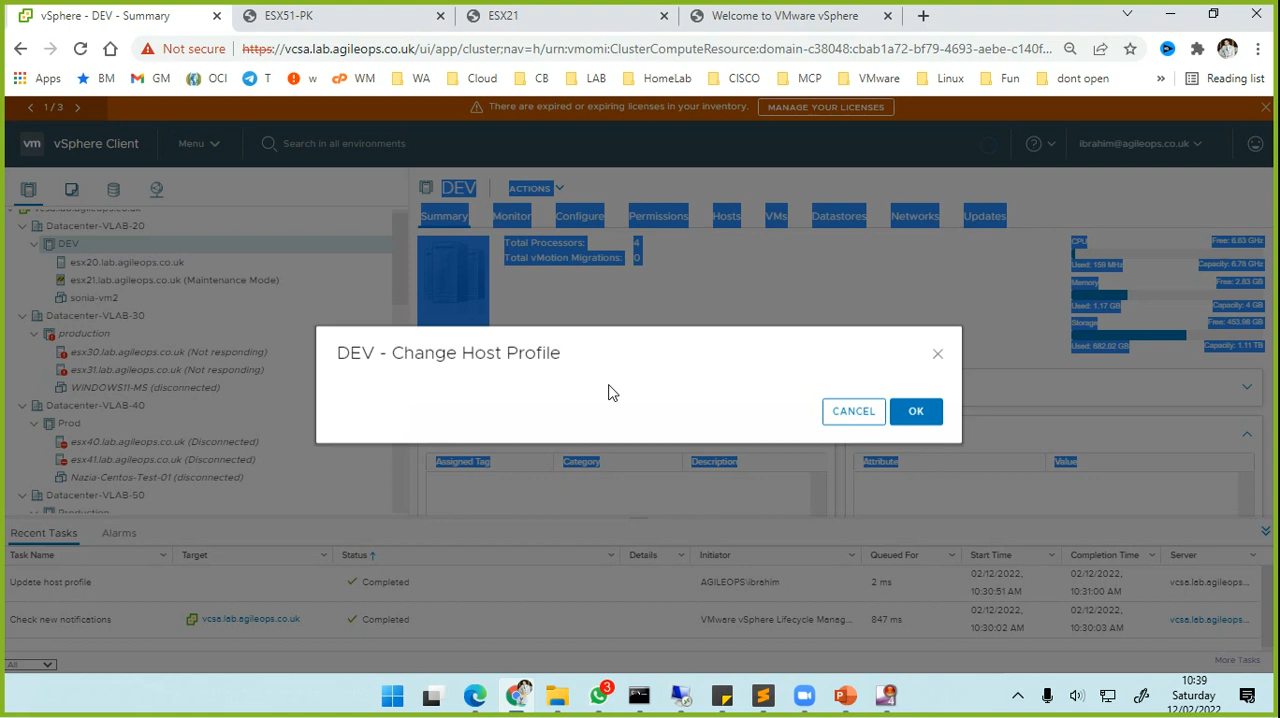 vSphere - DEV - Summary
ESX51-PK
ESX21
Welcome to VMware vSphere
Not secure
https://vcsa.lab.agileops.co.uk/ui/app/cluster;nav=h/urn:vmomi:ClusterComputeResource:domain-c3804:cbab1a72-bf79-4693-aebe-c140f...
Apps
BM
GM
OCI
T
w
WM
WA
Cloud
CB
LAB
HomeLab
CISCO
MCP
VMware
Linux
Fun
dont open
»
Reading list
1 / 3
There are expired or expiring licenses in your inventory.
MANAGE YOUR LICENSES
vm
vSphere Client
Menu
Search in all environments
ibrahim@agileops.co.uk
vcsa.lab.agileops.co.uk
Datacenter-VLAB-20
DEV
esx20.lab.agileops.co.uk
esx21.lab.agileops.co.uk (Maintenance Mode)
sonia-vm2
Datacenter-VLAB-30
production
esx30.lab.agileops.co.uk (Not responding)
esx31.lab.agileops.co.uk (Not responding)
WINDOWS11-MS (disconnected)
Datacenter-VLAB-40
Prod
esx40.lab.agileops.co.uk (Disconnected)
esx41.lab.agileops.co.uk (Disconnected)
Nazia-Centos-Test-01 (disconnected)
Datacenter-VLAB-50
Production
DEV
ACTIONS
Summary
Monitor
Configure
Permissions
Hosts
VMs
Datastores
Networks
Updates
Total Processors: 4
Total vMotion Migrations: 0
CPU
Free: 6.63 GHz
Used: 159 MHz
Capacity: 6.78 GHz
Memory
Free: 2.83 GB
Used: 1.17 GB
Capacity: 4 GB
Storage
Free: 453.98 GB
Used: 682.02 GB
Capacity: 1.11 TB
DEV - Change Host Profile
CANCEL
OK
Assigned Tag
Category
Description
Attribute
Value
Recent Tasks
Alarms
Task Name
Target
Status
Details
Initiator
Queued For
Start Time
Completion Time
Server
Update host profile
Completed
AGILEOPS\ibrahim
2 ms
02/12/2022, 10:30:51 AM
02/12/2022, 10:31:00 AM
vcsa.lab.agileops...
Check new notifications
vcsa.lab.agileops.co.uk
Completed
VMware vSphere Lifecycle Manag...
847 ms
02/12/2022, 10:30:02 AM
02/12/2022, 10:30:03 AM
vcsa.lab.agileops...
All
More Tasks
3
10:39
Saturday
12/02/2022